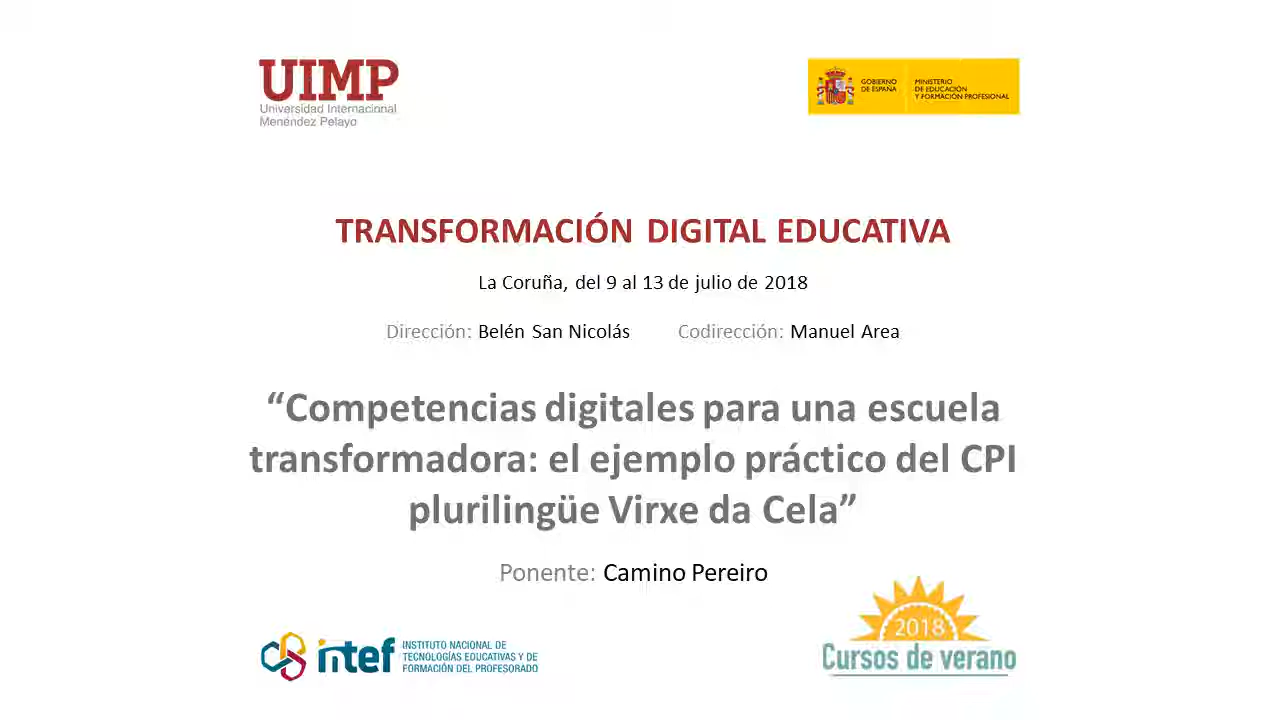 UIMP
Universidad Internacional
Menéndez Pelayo
GOBIERNO
DE ESPAÑA
MINISTERIO
DE EDUCACIÓN
Y FORMACIÓN PROFESIONAL
TRANSFORMACIÓN DIGITAL EDUCATIVA
La Coruña, del 9 al 13 de julio de 2018
Dirección: Belén San Nicolás Codirección: Manuel Area
“Competencias digitales para una escuela
transformadora: el ejemplo práctico del CPI
plurilingüe Virxe da Cela”
Ponente: Camino Pereiro
intef
INSTITUTO NACIONAL DE
TECNOLOGÍAS EDUCATIVAS Y DE
FORMACIÓN DEL PROFESORADO
2018
Cursos de verano